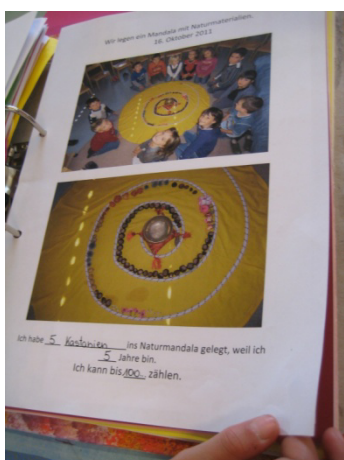 Wir legen ein Mandala mit Naturmaterialien.
16. Oktober 2011
Ich habe 5 Kastanien ins Naturmandala gelegt, weil ich
5 Jahre bin.
Ich kann bis 100 zählen.